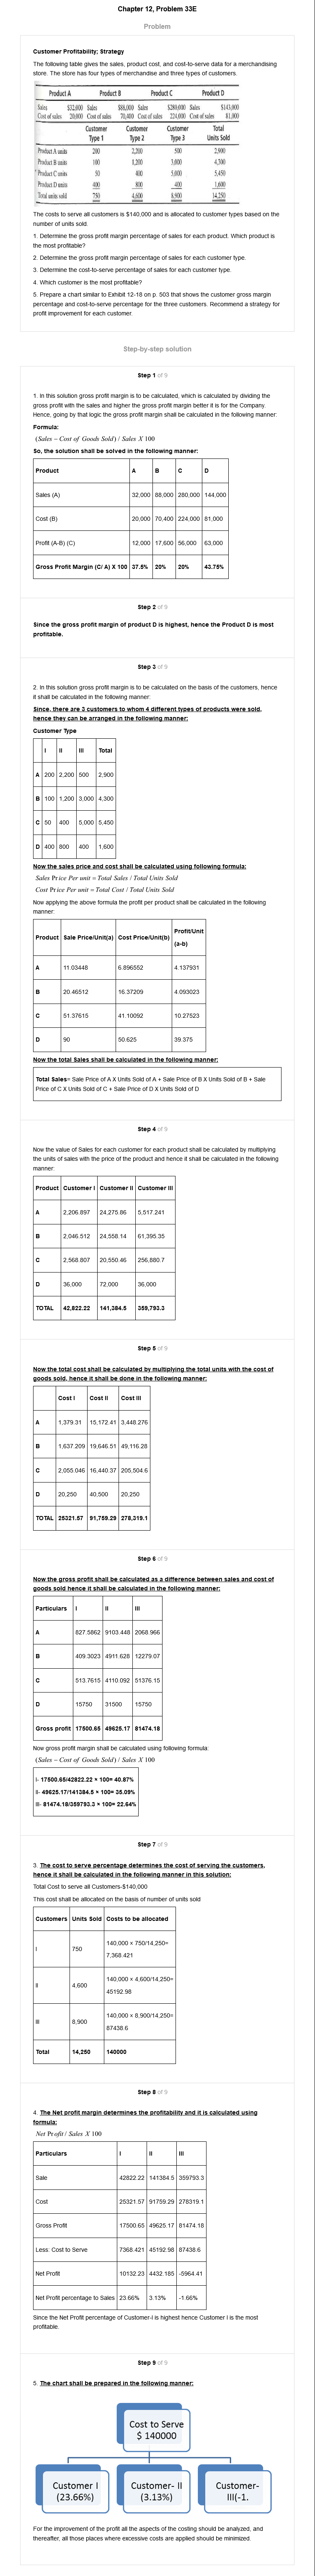 Chapter 12, Problem 33E
Problem
Customer Profitability; Strategy
The following table gives the sales, product cost, and cost-to-serve data for a merchandising
store. The store has four types of merchandise and three types of customers.
Product A Product B Product C Product D
Sales $32,000 Sales $88,000 Sales $280,000 Sales $143,000
Cost of sales 20,000 Cost of sales 70,400 Cost of sales 224,000 Cost of sales 81,000
Customer Customer Customer Total
Type 1 Type 2 Type 3 Units Sold
Product A units 200 2,200 500 2,900
Product B units 100 1,200 3,000 4,300
Product C units 50 400 5,000 5,450
Product D units 400 800 400 1,600
Total units sold 750 4,600 8,900 14,250
The costs to serve all customers is $140,000 and is allocated to customer types based on the
number of units sold.
1. Determine the gross profit margin percentage of sales for each product. Which product is
the most profitable?
2. Determine the gross profit margin percentage of sales for each customer type.
3. Determine the cost-to-serve percentage of sales for each customer type.
4. Which customer is the most profitable?
5. Prepare a chart similar to Exhibit 12-18 on p. 503 that shows the customer gross margin
percentage and cost-to-serve percentage for the three customers. Recommend a strategy for
profit improvement for each customer.
Step-by-step solution
Step 1 of 9
1. In this solution gross profit margin is to be calculated, which is calculated by dividing the
gross profit with the sales and higher the gross profit margin better it is for the Company.
Hence, going by that logic the gross profit margin shall be calculated in the following manner:
Formula:
(Sales – Cost of Goods Sold) / Sales X 100
So, the solution shall be solved in the following manner:
Product A B C D
Sales (A) 32,000 88,000 280,000 144,000
Cost (B) 20,000 70,400 224,000 81,000
Profit (A-B) (C) 12,000 17,600 56,000 63,000
Gross Profit Margin (C/ A) X 100 37.5% 20% 20% 43.75%
Step 2 of 9
Since the gross profit margin of product D is highest, hence the Product D is most
profitable.
Step 3 of 9
2. In this solution gross profit margin is to be calculated on the basis of the customers, hence
it shall be calculated in the following manner:
Since, there are 3 customers to whom 4 different types of products were sold,
hence they can be arranged in the following manner:
Customer Type
I II III Total
A 200 2,200 500 2,900
B 100 1,200 3,000 4,300
C 50 400 5,000 5,450
D 400 800 400 1,600
Now the sales price and cost shall be calculated using following formula:
Sales Price Per unit = Total Sales / Total Units Sold
Cost Price Per unit = Total Cost / Total Units Sold
Now applying the above formula the profit per product shall be calculated in the following
manner:
Product Sale Price/Unit(a) Cost Price/Unit(b) Profit/Unit
(a-b)
A 11.03448 6.896552 4.137931
B 20.46512 16.37209 4.093023
C 51.37615 41.10092 10.27523
D 90 50.625 39.375
Now the total Sales shall be calculated in the following manner:
Total Sales= Sale Price of A X Units Sold of A + Sale Price of B X Units Sold of B + Sale
Price of C X Units Sold of C + Sale Price of D X Units Sold of D
Step 4 of 9
Now the value of Sales for each customer for each product shall be calculated by multiplying
the units of sales with the price of the product and hence it shall be calculated in the following
manner:
Product Customer I Customer II Customer III
A 2,206.897 24,275.86 5,517.241
B 2,046.512 24,558.14 61,395.35
C 2,568.807 20,550.46 256,880.7
D 36,000 72,000 36,000
TOTAL 42,822.22 141,384.5 359,793.3
Step 5 of 9
Now the total cost shall be calculated by multiplying the total units with the cost of
goods sold, hence it shall be done in the following manner:
Cost I Cost II Cost III
A 1,379.31 15,172.41 3,448.276
B 1,637.209 19,646.51 49,116.28
C 2,055.046 16,440.37 205,504.6
D 20,250 40,500 20,250
TOTAL 25321.57 91,759.29 278,319.1
Step 6 of 9
Now the gross profit shall be calculated as a difference between sales and cost of
goods sold hence it shall be calculated in the following manner:
Particulars I II III
A 827.5862 9103.448 2068.966
B 409.3023 4911.628 12279.07
C 513.7615 4110.092 51376.15
D 15750 31500 15750
Gross profit 17500.65 49625.17 81474.18
Now gross profit margin shall be calculated using following formula:
(Sales – Cost of Goods Sold) / Sales X 100
I- 17500.65/42822.22 × 100= 40.87%
II- 49625.17/141384.5 × 100= 35.09%
III- 81474.18/359793.3 × 100= 22.64%
Step 7 of 9
3. The cost to serve percentage determines the cost of serving the customers,
hence it shall be calculated in the following manner in this solution:
Total Cost to serve all Customers-$140,000
This cost shall be allocated on the basis of number of units sold
Customers Units Sold Costs to be allocated
I 750 140,000 × 750/14,250=
7,368.421
II 4,600 140,000 × 4,600/14,250=
45192.98
III 8,900 140,000 × 8,900/14,250=
87438.6
Total 14,250 140000
Step 8 of 9
4. The Net profit margin determines the profitability and it is calculated using
formula:
Net Profit / Sales X 100
Particulars I II III
Sale 42822.22 141384.5 359793.3
Cost 25321.57 91759.29 278319.1
Gross Profit 17500.65 49625.17 81474.18
Less: Cost to Serve 7368.421 45192.98 87438.6
Net Profit 10132.23 4432.185 -5964.41
Net Profit percentage to Sales 23.66% 3.13% -1.66%
Since the Net Profit percentage of Customer-I is highest hence Customer I is the most
profitable.
Step 9 of 9
5. The chart shall be prepared in the following manner:
Cost to Serve
$ 140000
Customer I
(23.66%)
Customer- II
(3.13%)
Customer-
III(-1.
For the improvement of the profit all the aspects of the costing should be analyzed, and
thereafter, all those places where excessive costs are applied should be minimized.